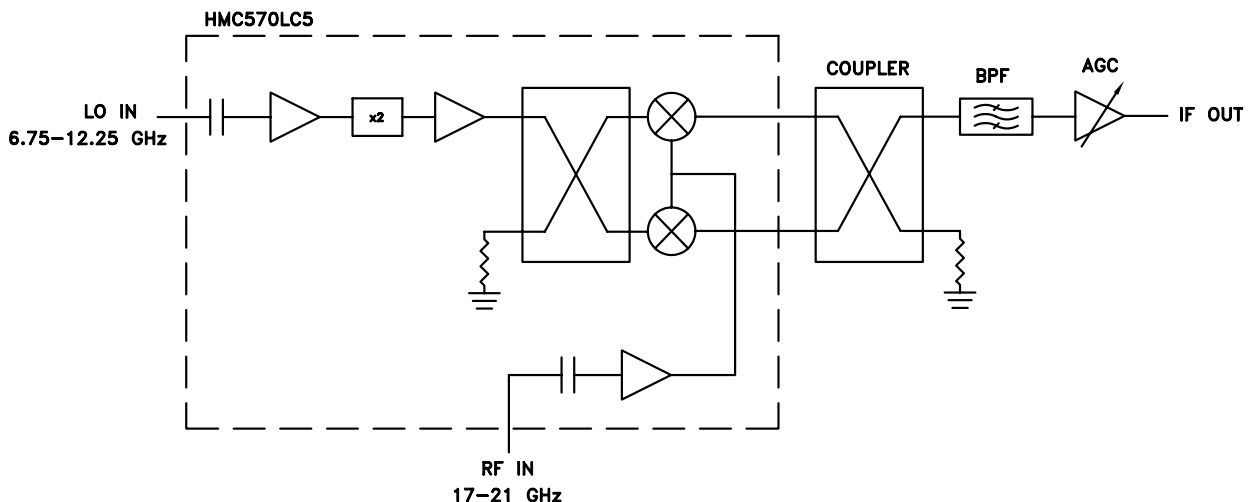 HMC570LC5
COUPLER
BPF
AGC
LO IN
6.75-12.25 GHz
x2
IF OUT
RF IN
17-21 GHz